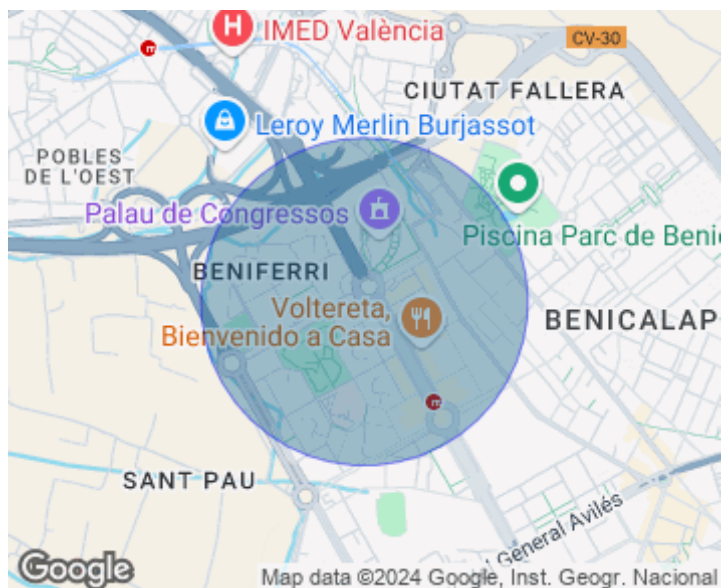 H IMED València
CV-30
CIUTAT FALLERA
Leroy Merlin Burjassot
POBLES
DE L'OEST
Palau de Congressos
Piscina Parc de Beni
BENIFERRI
Voltereta,
Bienvenido a Casa
BENICALAP
SANT PAU
General Avilés
Google
Map data ©2024 Google, Inst. Geogr. Nacional